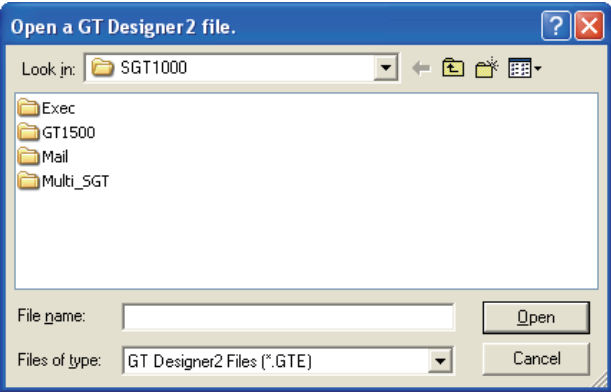 Open a GT Designer2 file.
Look in: SGT1000
Exec
GT1500
Mail
Multi_SGT
File name: Open
Files of type: GT Designer2 Files (*.GTE) Cancel